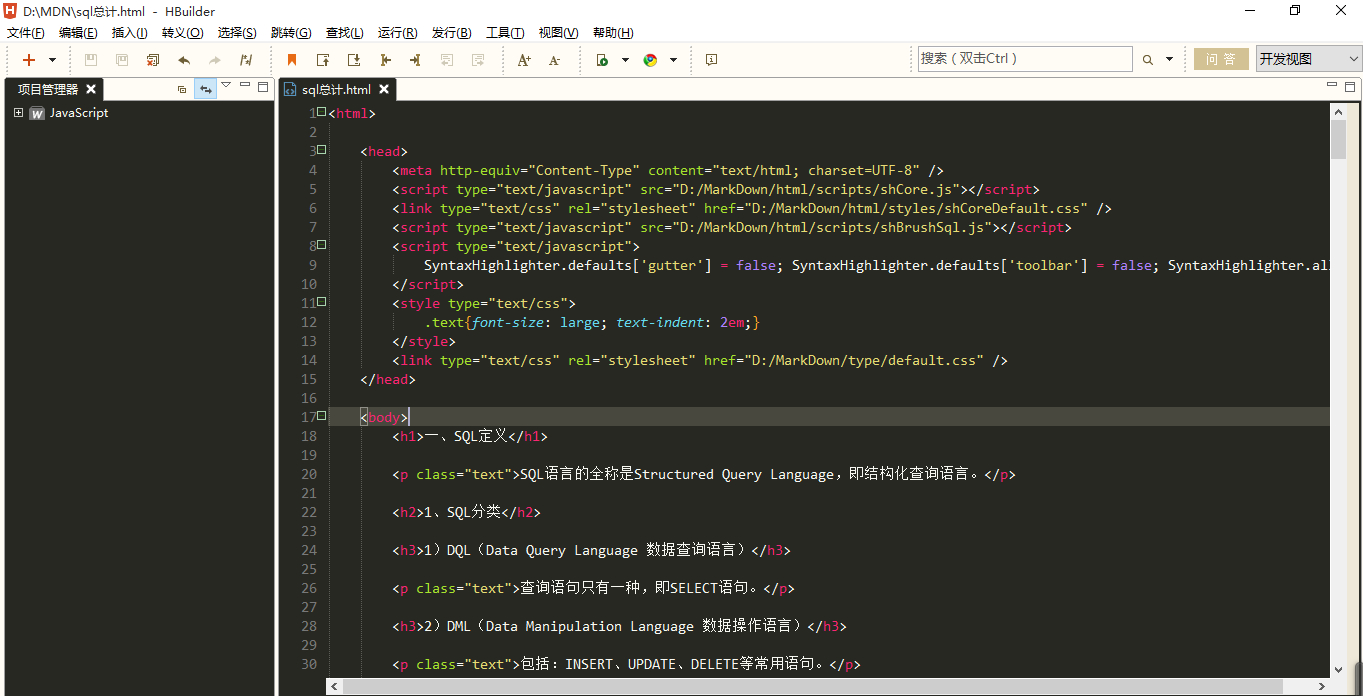 D:\MDN\sql总计.html - HBuilder
文件(F) 编辑(E) 插入(I) 转义(O) 选择(S) 跳转(G) 查找(L) 运行(R) 发行(B) 工具(T) 视图(V) 帮助(H)
搜索（双击Ctrl） 问答 开发视图
项目管理器 sql总计.html
JavaScript
1 <html>
2
3 <head>
4 <meta http-equiv="Content-Type" content="text/html; charset=UTF-8" />
5 <script type="text/javascript" src="D:/MarkDown/html/scripts/shCore.js"></script>
6 <link type="text/css" rel="stylesheet" href="D:/MarkDown/html/styles/shCoreDefault.css" />
7 <script type="text/javascript" src="D:/MarkDown/html/scripts/shBrushSql.js"></script>
8 <script type="text/javascript">
9 SyntaxHighlighter.defaults['gutter'] = false; SyntaxHighlighter.defaults['toolbar'] = false; SyntaxHighlighter.al
10 </script>
11 <style type="text/css">
12 .text{font-size: large; text-indent: 2em;}
13 </style>
14 <link type="text/css" rel="stylesheet" href="D:/MarkDown/type/default.css" />
15 </head>
16
17 <body>
18 <h1>一、SQL定义</h1>
19
20 <p class="text">SQL语言的全称是Structured Query Language，即结构化查询语言。</p>
21
22 <h2>1、SQL分类</h2>
23
24 <h3>1）DQL（Data Query Language 数据查询语言）</h3>
25
26 <p class="text">查询语句只有一种，即SELECT语句。</p>
27
28 <h3>2）DML（Data Manipulation Language 数据操作语言）</h3>
29
30 <p class="text">包括：INSERT、UPDATE、DELETE等常用语句。</p>